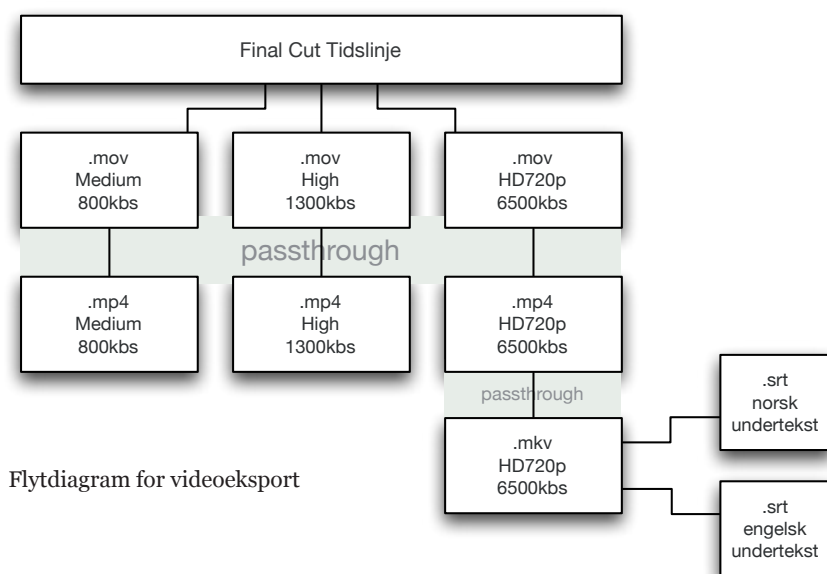 Final Cut Tidslinje
.mov
Medium
800kbs
.mov
High
1300kbs
.mov
HD720p
6500kbs
passthrough
.mp4
Medium
800kbs
.mp4
High
1300kbs
.mp4
HD720p
6500kbs
passthrough
.mkv
HD720p
6500kbs
.srt
norsk
undertekst
.srt
engelsk
undertekst
Flytdiagram for videoeksport